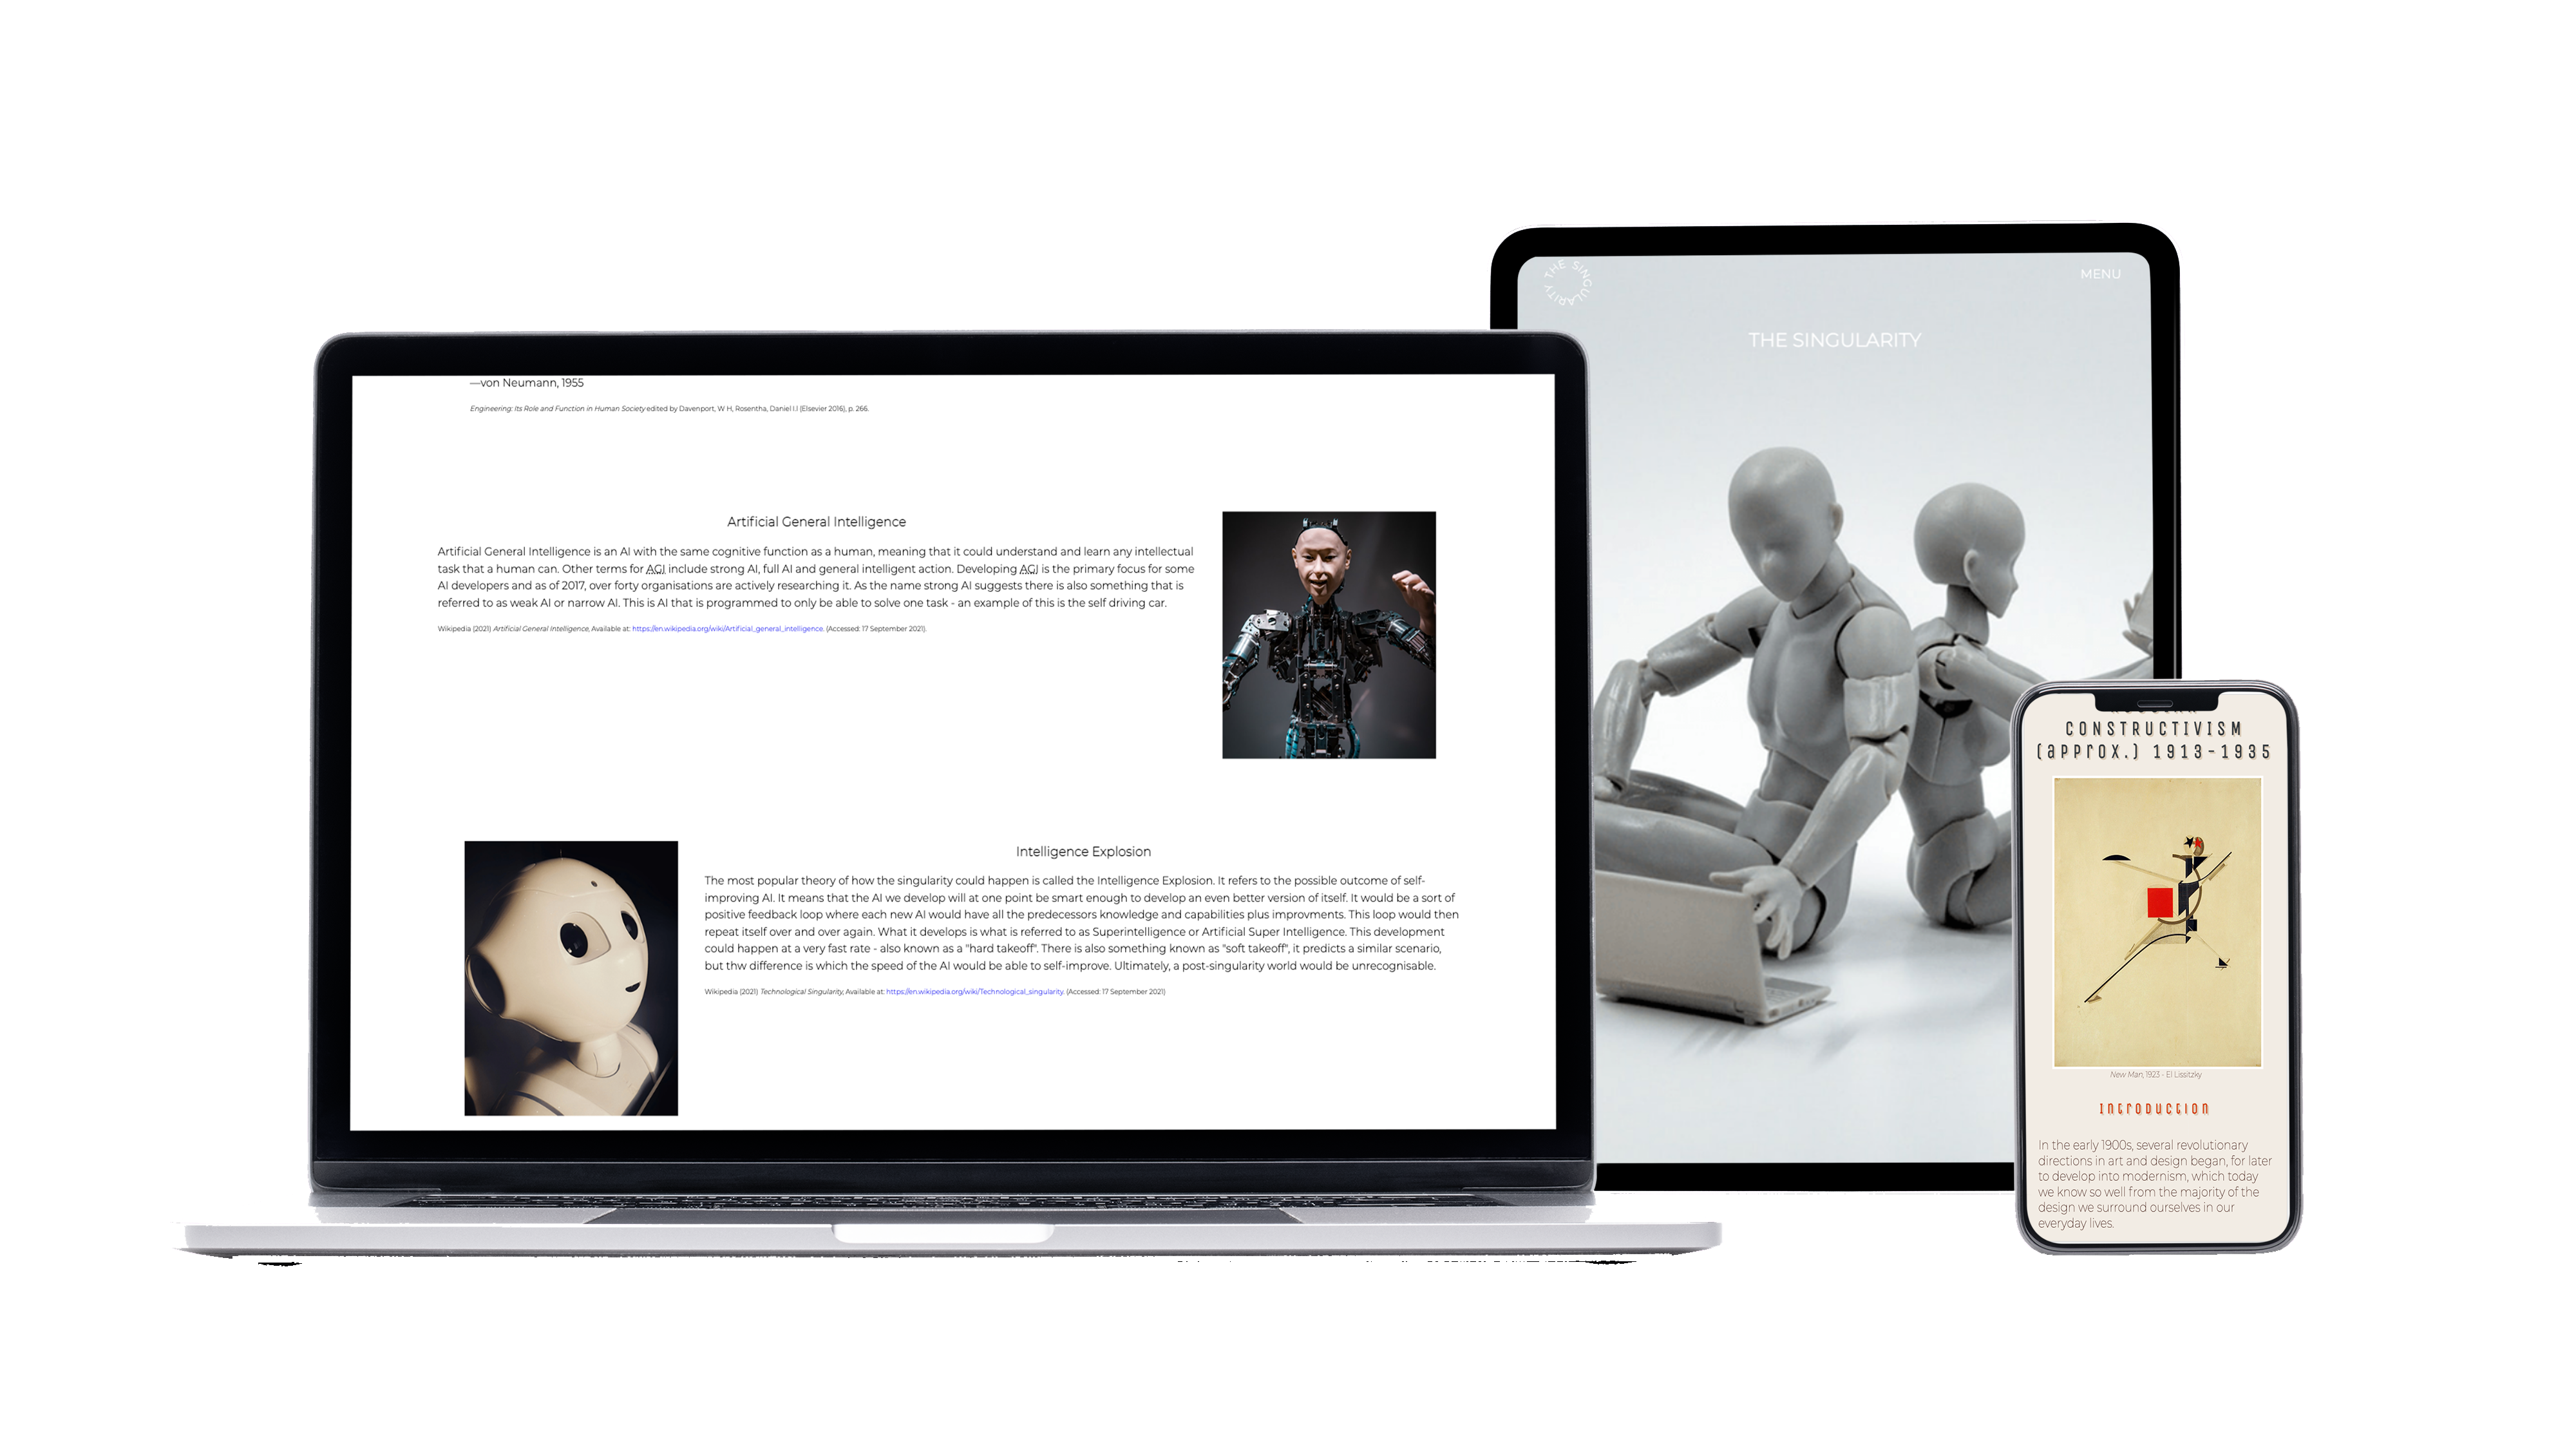 —von Neumann, 1955
Engineering: Its Role and Function in Human Society edited by Davenport, W H, Rosentha, Daniel I.I (Elsevier 2016), p. 266.
Artificial General Intelligence
Artificial General Intelligence is an AI with the same cognitive function as a human, meaning that it could understand and learn any intellectual
task that a human can. Other terms for AGI include strong AI, full AI and general intelligent action. Developing AGI is the primary focus for some
AI developers and as of 2017, over forty organisations are actively researching it. As the name strong AI suggests there is also something that is
referred to as weak AI or narrow AI. This is AI that is programmed to only be able to solve one task - an example of this is the self driving car.
Wikipedia (2021) Artificial General Intelligence, Available at: https://en.wikipedia.org/wiki/Artificial_general_intelligence. (Accessed: 17 September 2021).
Intelligence Explosion
The most popular theory of how the singularity could happen is called the Intelligence Explosion. It refers to the possible outcome of self-
improving AI. It means that the AI we develop will at one point be smart enough to develop an even better version of itself. It would be a sort of
positive feedback loop where each new AI would have all the predecessors knowledge and capabilities plus improvments. This loop would then
repeat itself over and over again. What it develops is what is referred to as Superintelligence or Artificial Super Intelligence. This development
could happen at a very fast rate - also known as a "hard takeoff". There is also something known as "soft takeoff", it predicts a similar scenario,
but thw difference is which the speed of the AI would be able to self-improve. Ultimately, a post-singularity world would be unrecognisable.
Wikipedia (2021) Technological Singularity, Available at: https://en.wikipedia.org/wiki/Technological_singularity. (Accessed: 17 September 2021)
THE SINGULARITY
MENU
THE SINGULARITY
CONSTRUCTIVISM
(approx.) 1913-1935
New Man, 1923 - El Lissitzky
Introduction
In the early 1900s, several revolutionary
directions in art and design began, for later
to develop into modernism, which today
we know so well from the majority of the
design we surround ourselves in our
everyday lives.